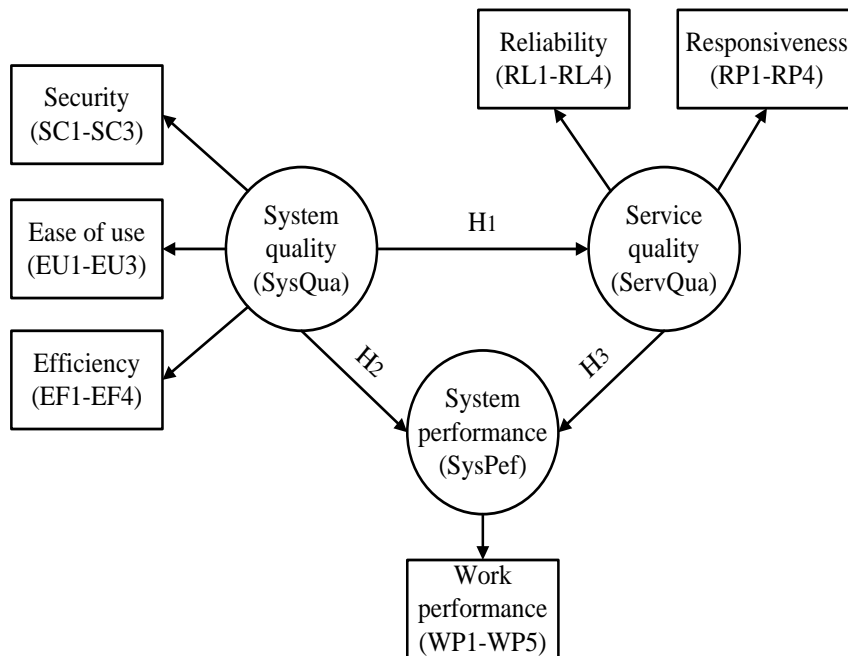 Reliability
(RL1-RL4)
Responsiveness
(RP1-RP4)
Security
(SC1-SC3)
Ease of use
(EU1-EU3)
Efficiency
(EF1-EF4)
System
quality
(SysQua)
H1
Service
quality
(ServQua)
H2
H3
System
performance
(SysPef)
Work
performance
(WP1-WP5)